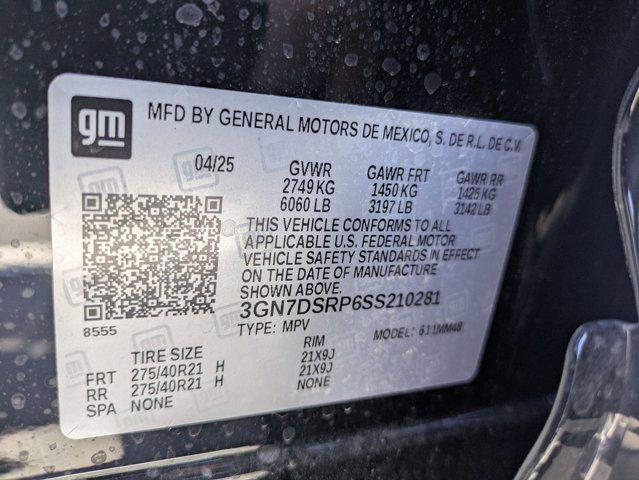 gm
MFD BY GENERAL MOTORS DE MEXICO, S. DE R.L. DE C.V.
04/25 GVWR GAWR FRT GAWR RR
2749 KG 1450 KG 1425 KG
6060 LB 3197 LB 3142 LB
THIS VEHICLE CONFORMS TO ALL
APPLICABLE U.S. FEDERAL MOTOR
VEHICLE SAFETY STANDARDS IN EFFECT
ON THE DATE OF MANUFACTURE
SHOWN ABOVE.
3GN7DSRP6SS210281
8555 TYPE: MPV MODEL: 611MM48
TIRE SIZE RIM
FRT 275/40R21 H 21X9J
RR 275/40R21 H 21X9J
SPA NONE NONE